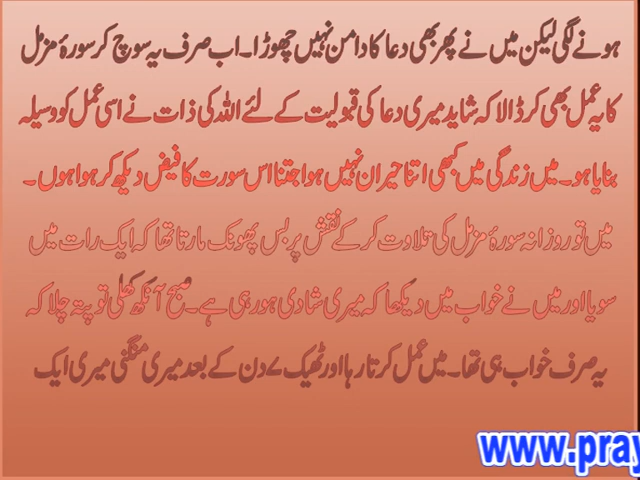 ہونے لگی لیکن میں نے پھر بھی دعا کا دامن نہیں چھوڑا۔ اب صرف یہ سوچ کر سورۂ مزمل
کا یہ عمل بھی کر ڈالا کہ شاید میری دعا کی قبولیت کے لئے اللہ کی ذات نے اسی عمل کو وسیلہ
بنایا ہو۔ میں زندگی میں کبھی اتنا حیران نہیں ہوا جتنا اس سورت کا فیض دیکھ کر ہوا ہوں۔
میں تو روزانہ سورۂ مزمل کی تلاوت کر کے نقش پر بس پھونک مارتا تھا کہ ایک رات میں
سویا اور میں نے خواب میں دیکھا کہ میری شادی ہو رہی ہے۔ صبح آنکھ کھلی تو پتہ چلا کہ
یہ صرف خواب ہی تھا۔ میں عمل کرتا رہا اور ٹھیک ۷ دن کے بعد میری منگنی میری ایک
www.pray